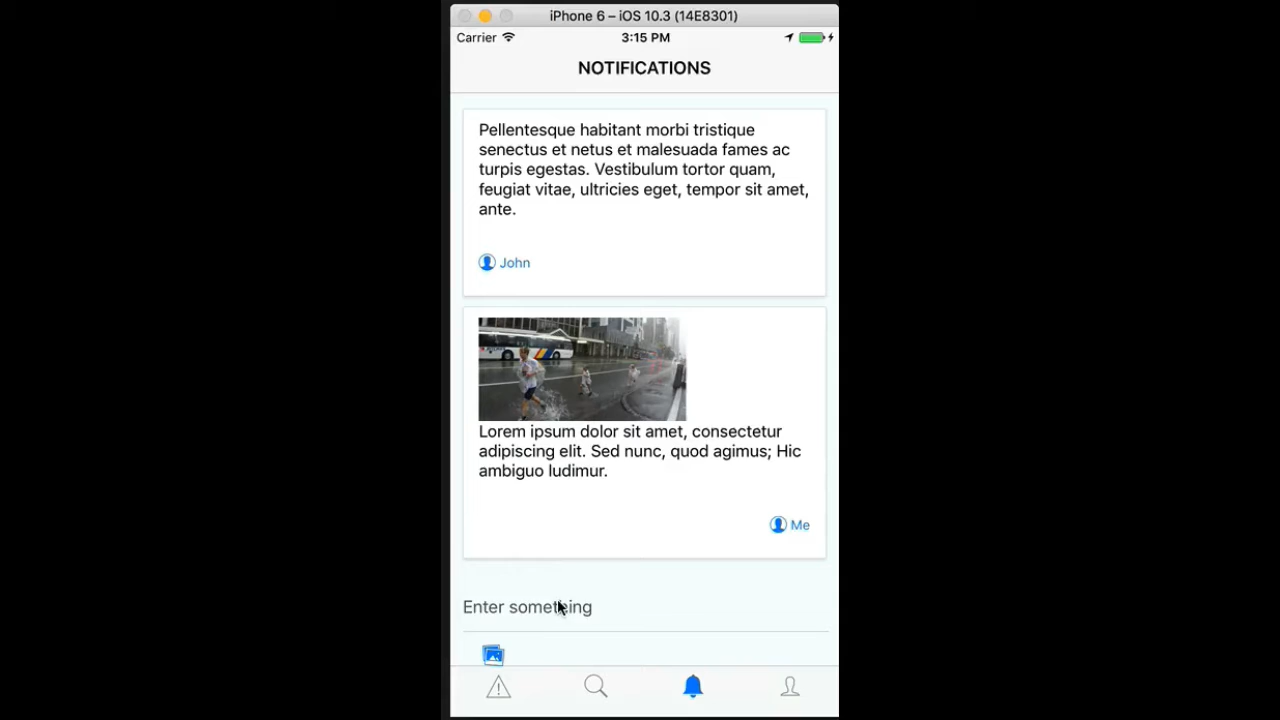 iPhone 6 – iOS 10.3 (14E8301)
Carrier 3:15 PM
NOTIFICATIONS
Pellentesque habitant morbi tristique
senectus et netus et malesuada fames ac
turpis egestas. Vestibulum tortor quam,
feugiat vitae, ultricies eget, tempor sit amet,
ante.
John
Lorem ipsum dolor sit amet, consectetur
adipiscing elit. Sed nunc, quod agimus; Hic
ambiguo ludimur.
Me
Enter something